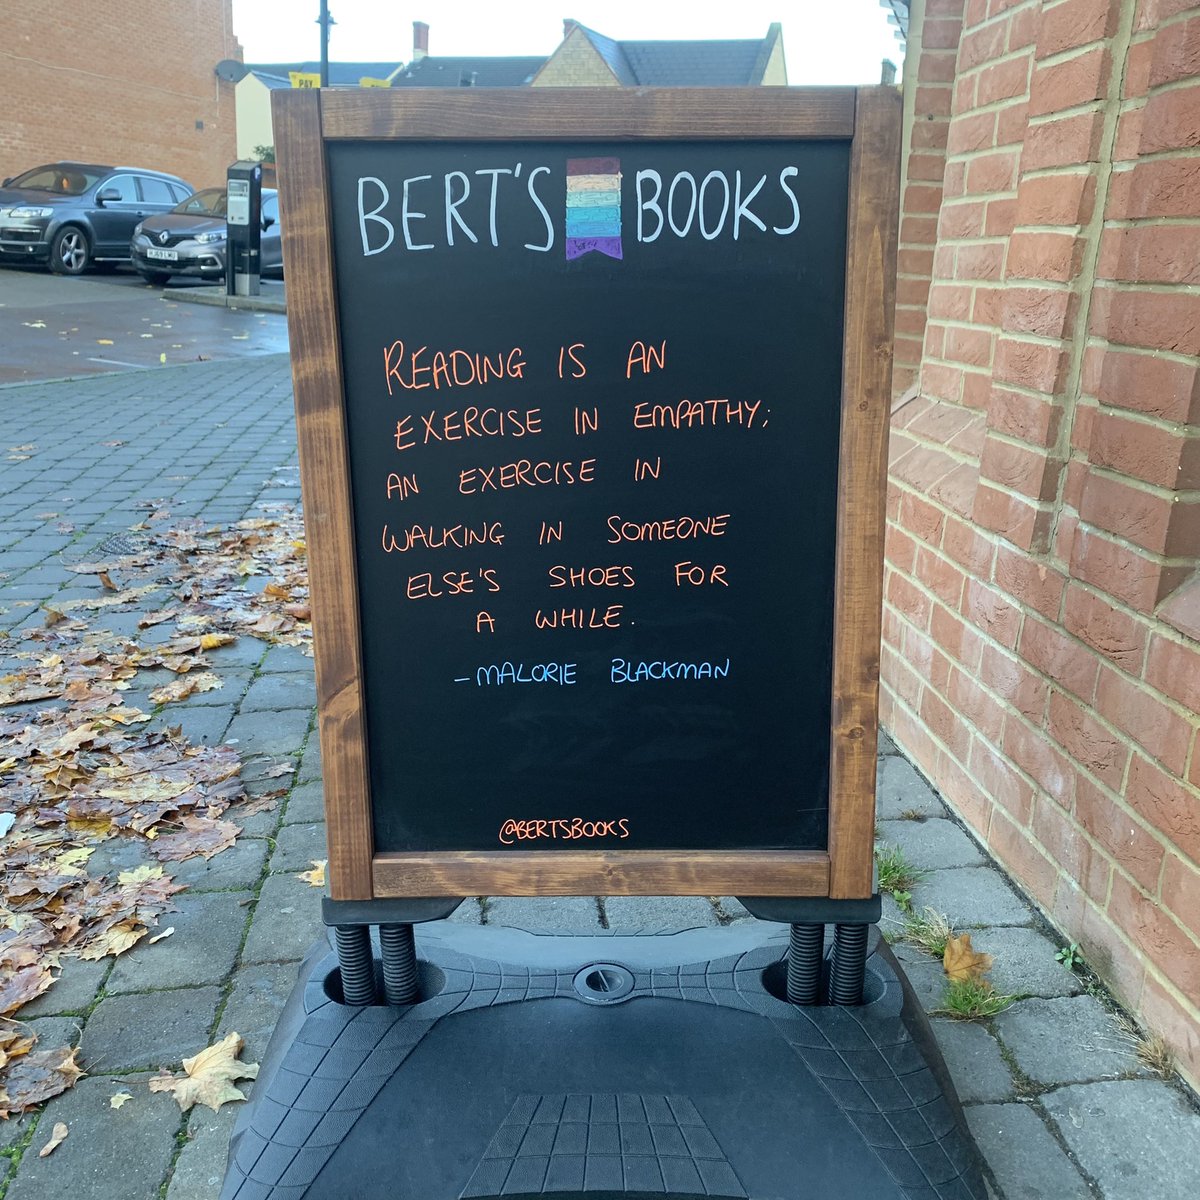 PAY
BERT'S BOOKS
READING IS AN
EXERCISE IN EMPATHY;
AN EXERCISE IN
WALKING IN SOMEONE
ELSE'S SHOES FOR
A WHILE.
- MALORIE BLACKMAN
@BERTSBOOKS